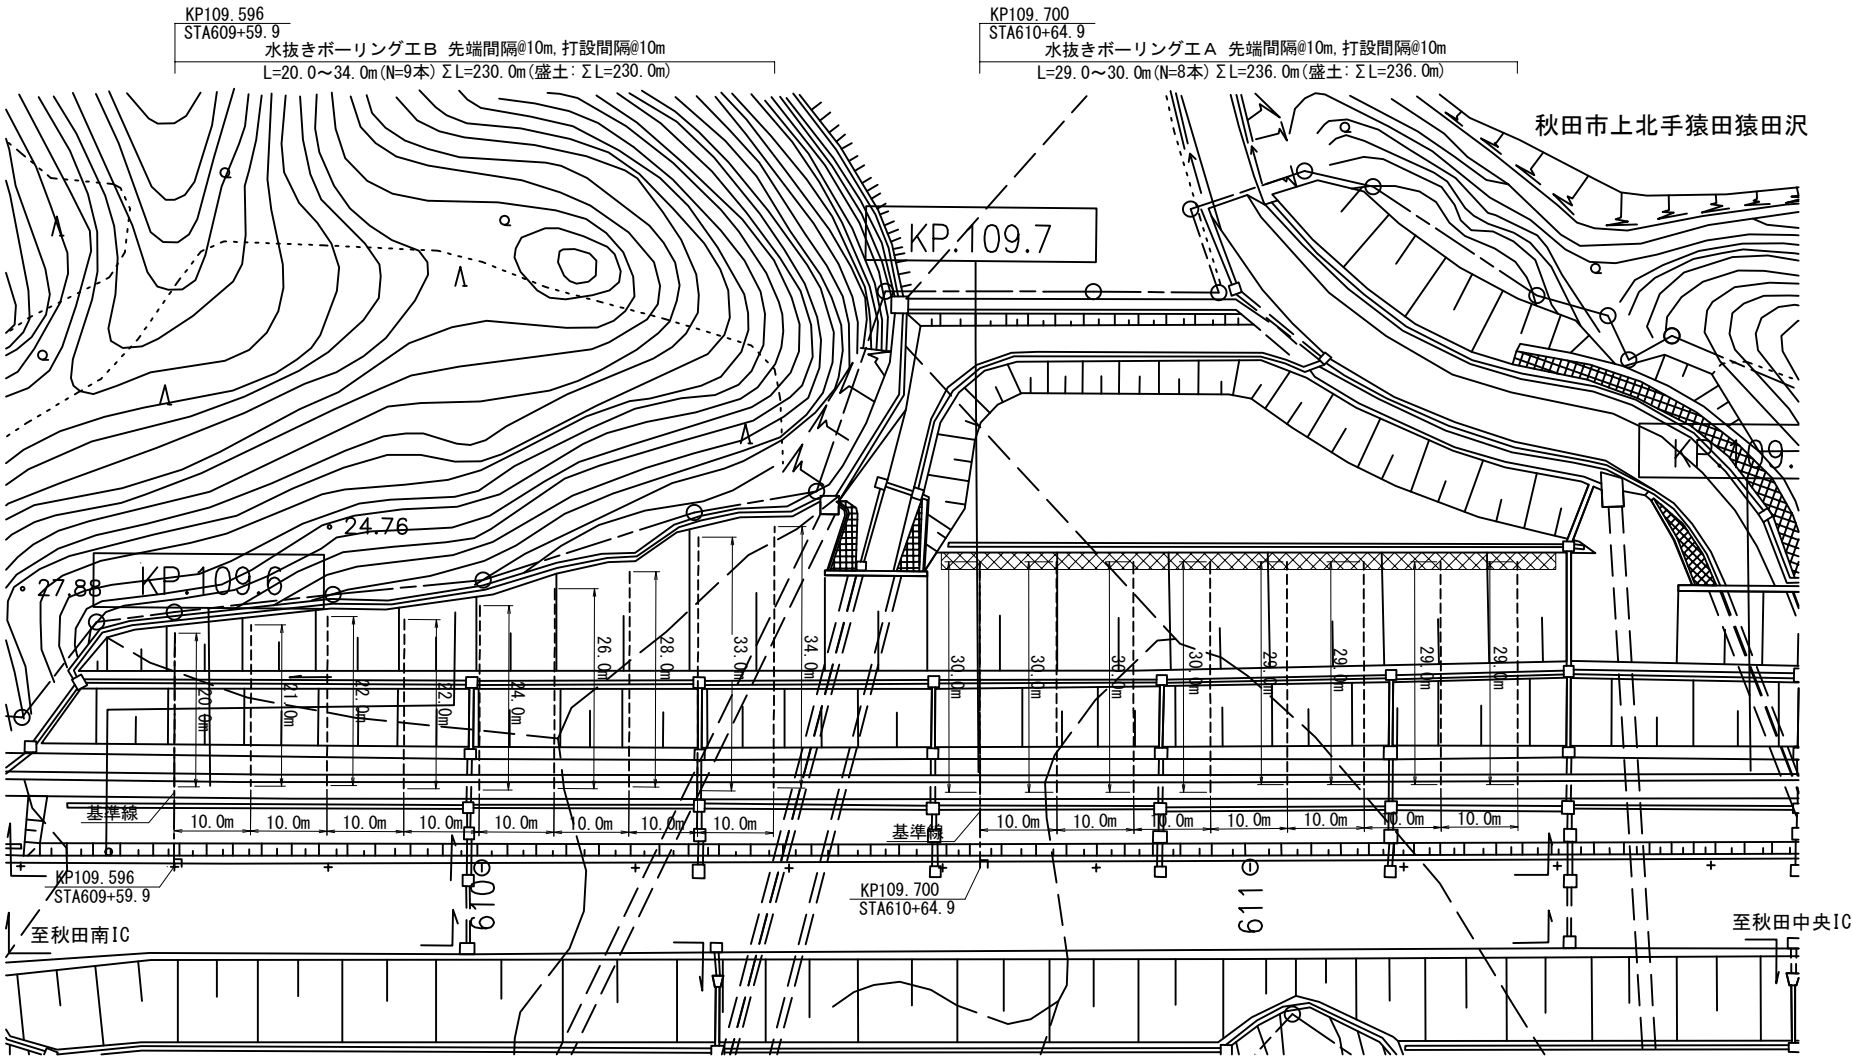 KP109.596
STA609+59.9
水抜きボーリング工B 先端間隔@10m,打設間隔@10m
L=20.0～34.0m(N=9本)ΣL=230.0m(盛土:ΣL=230.0m)
KP109.700
STA610+64.9
水抜きボーリング工A 先端間隔@10m,打設間隔@10m
L=29.0～30.0m(N=8本)ΣL=236.0m(盛土:ΣL=236.0m)
秋田市上北手猿田猿田沢
KP.109.7
KP.109.
24.76
27.88
KP.109.6
20.0m
21.0m
22.0m
22.0m
24.0m
26.0m
28.0m
33.0m
34.0m
30.0m
30.0m
30.0m
30.0m
29.0m
29.0m
29.0m
29.0m
基準線
10.0m
10.0m
10.0m
10.0m
10.0m
10.0m
10.0m
10.0m
基準線
10.0m
10.0m
10.0m
10.0m
10.0m
10.0m
10.0m
KP109.596
STA609+59.9
610
KP109.700
STA610+64.9
611
至秋田南IC
至秋田中央IC